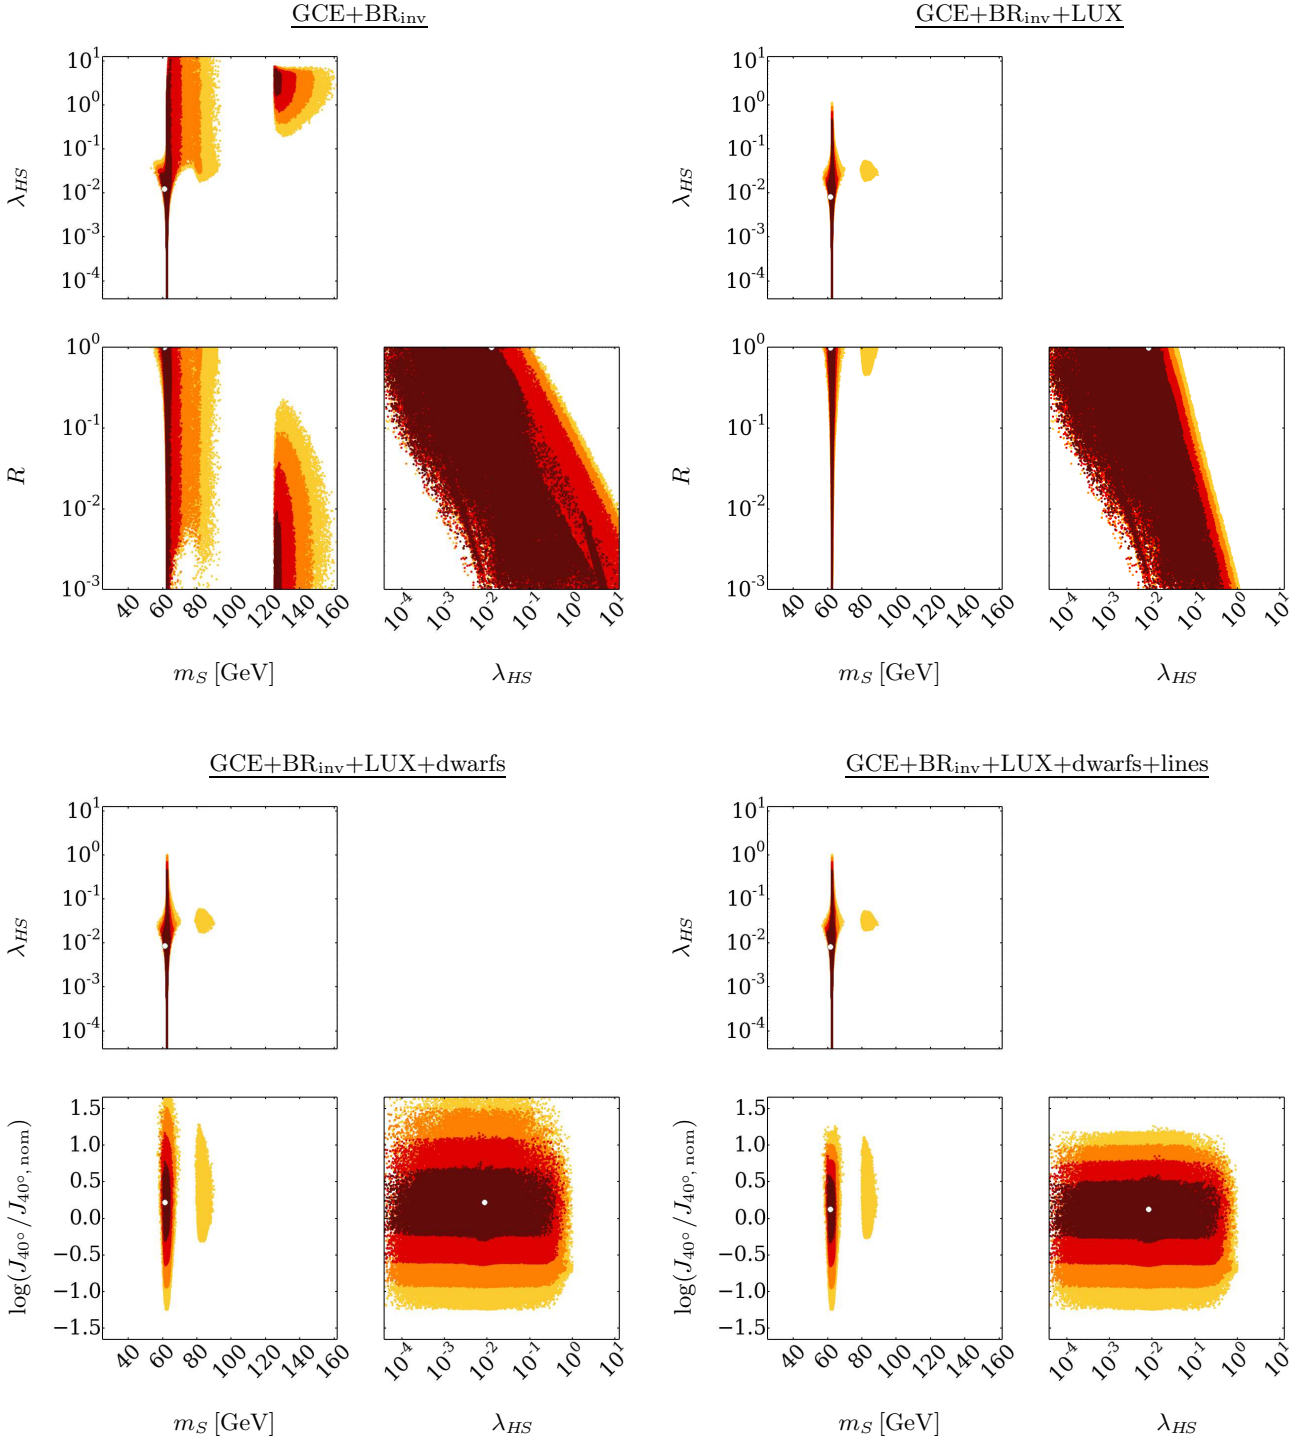 GCE+BR_inv
GCE+BR_inv+LUX
10^1
10^0
10^-1
10^-2
10^-3
10^-4
λ_HS
10^1
10^0
10^-1
10^-2
10^-3
10^-4
λ_HS
10^0
10^-1
10^-2
10^-3
R
40 60 80 100 120 140 160
m_S [GeV]
10^-4 10^-3 10^-2 10^-1 10^0 10^1
λ_HS
10^0
10^-1
10^-2
10^-3
R
40 60 80 100 120 140 160
m_S [GeV]
10^-4 10^-3 10^-2 10^-1 10^0 10^1
λ_HS
GCE+BR_inv+LUX+dwarfs
GCE+BR_inv+LUX+dwarfs+lines
10^1
10^0
10^-1
10^-2
10^-3
10^-4
λ_HS
10^1
10^0
10^-1
10^-2
10^-3
10^-4
λ_HS
1.5
1.0
0.5
0.0
−0.5
−1.0
−1.5
log(J_40° /J_40°, nom)
40 60 80 100 120 140 160
m_S [GeV]
10^-4 10^-3 10^-2 10^-1 10^0 10^1
λ_HS
1.5
1.0
0.5
0.0
−0.5
−1.0
−1.5
log(J_40° /J_40°, nom)
40 60 80 100 120 140 160
m_S [GeV]
10^-4 10^-3 10^-2 10^-1 10^0 10^1
λ_HS